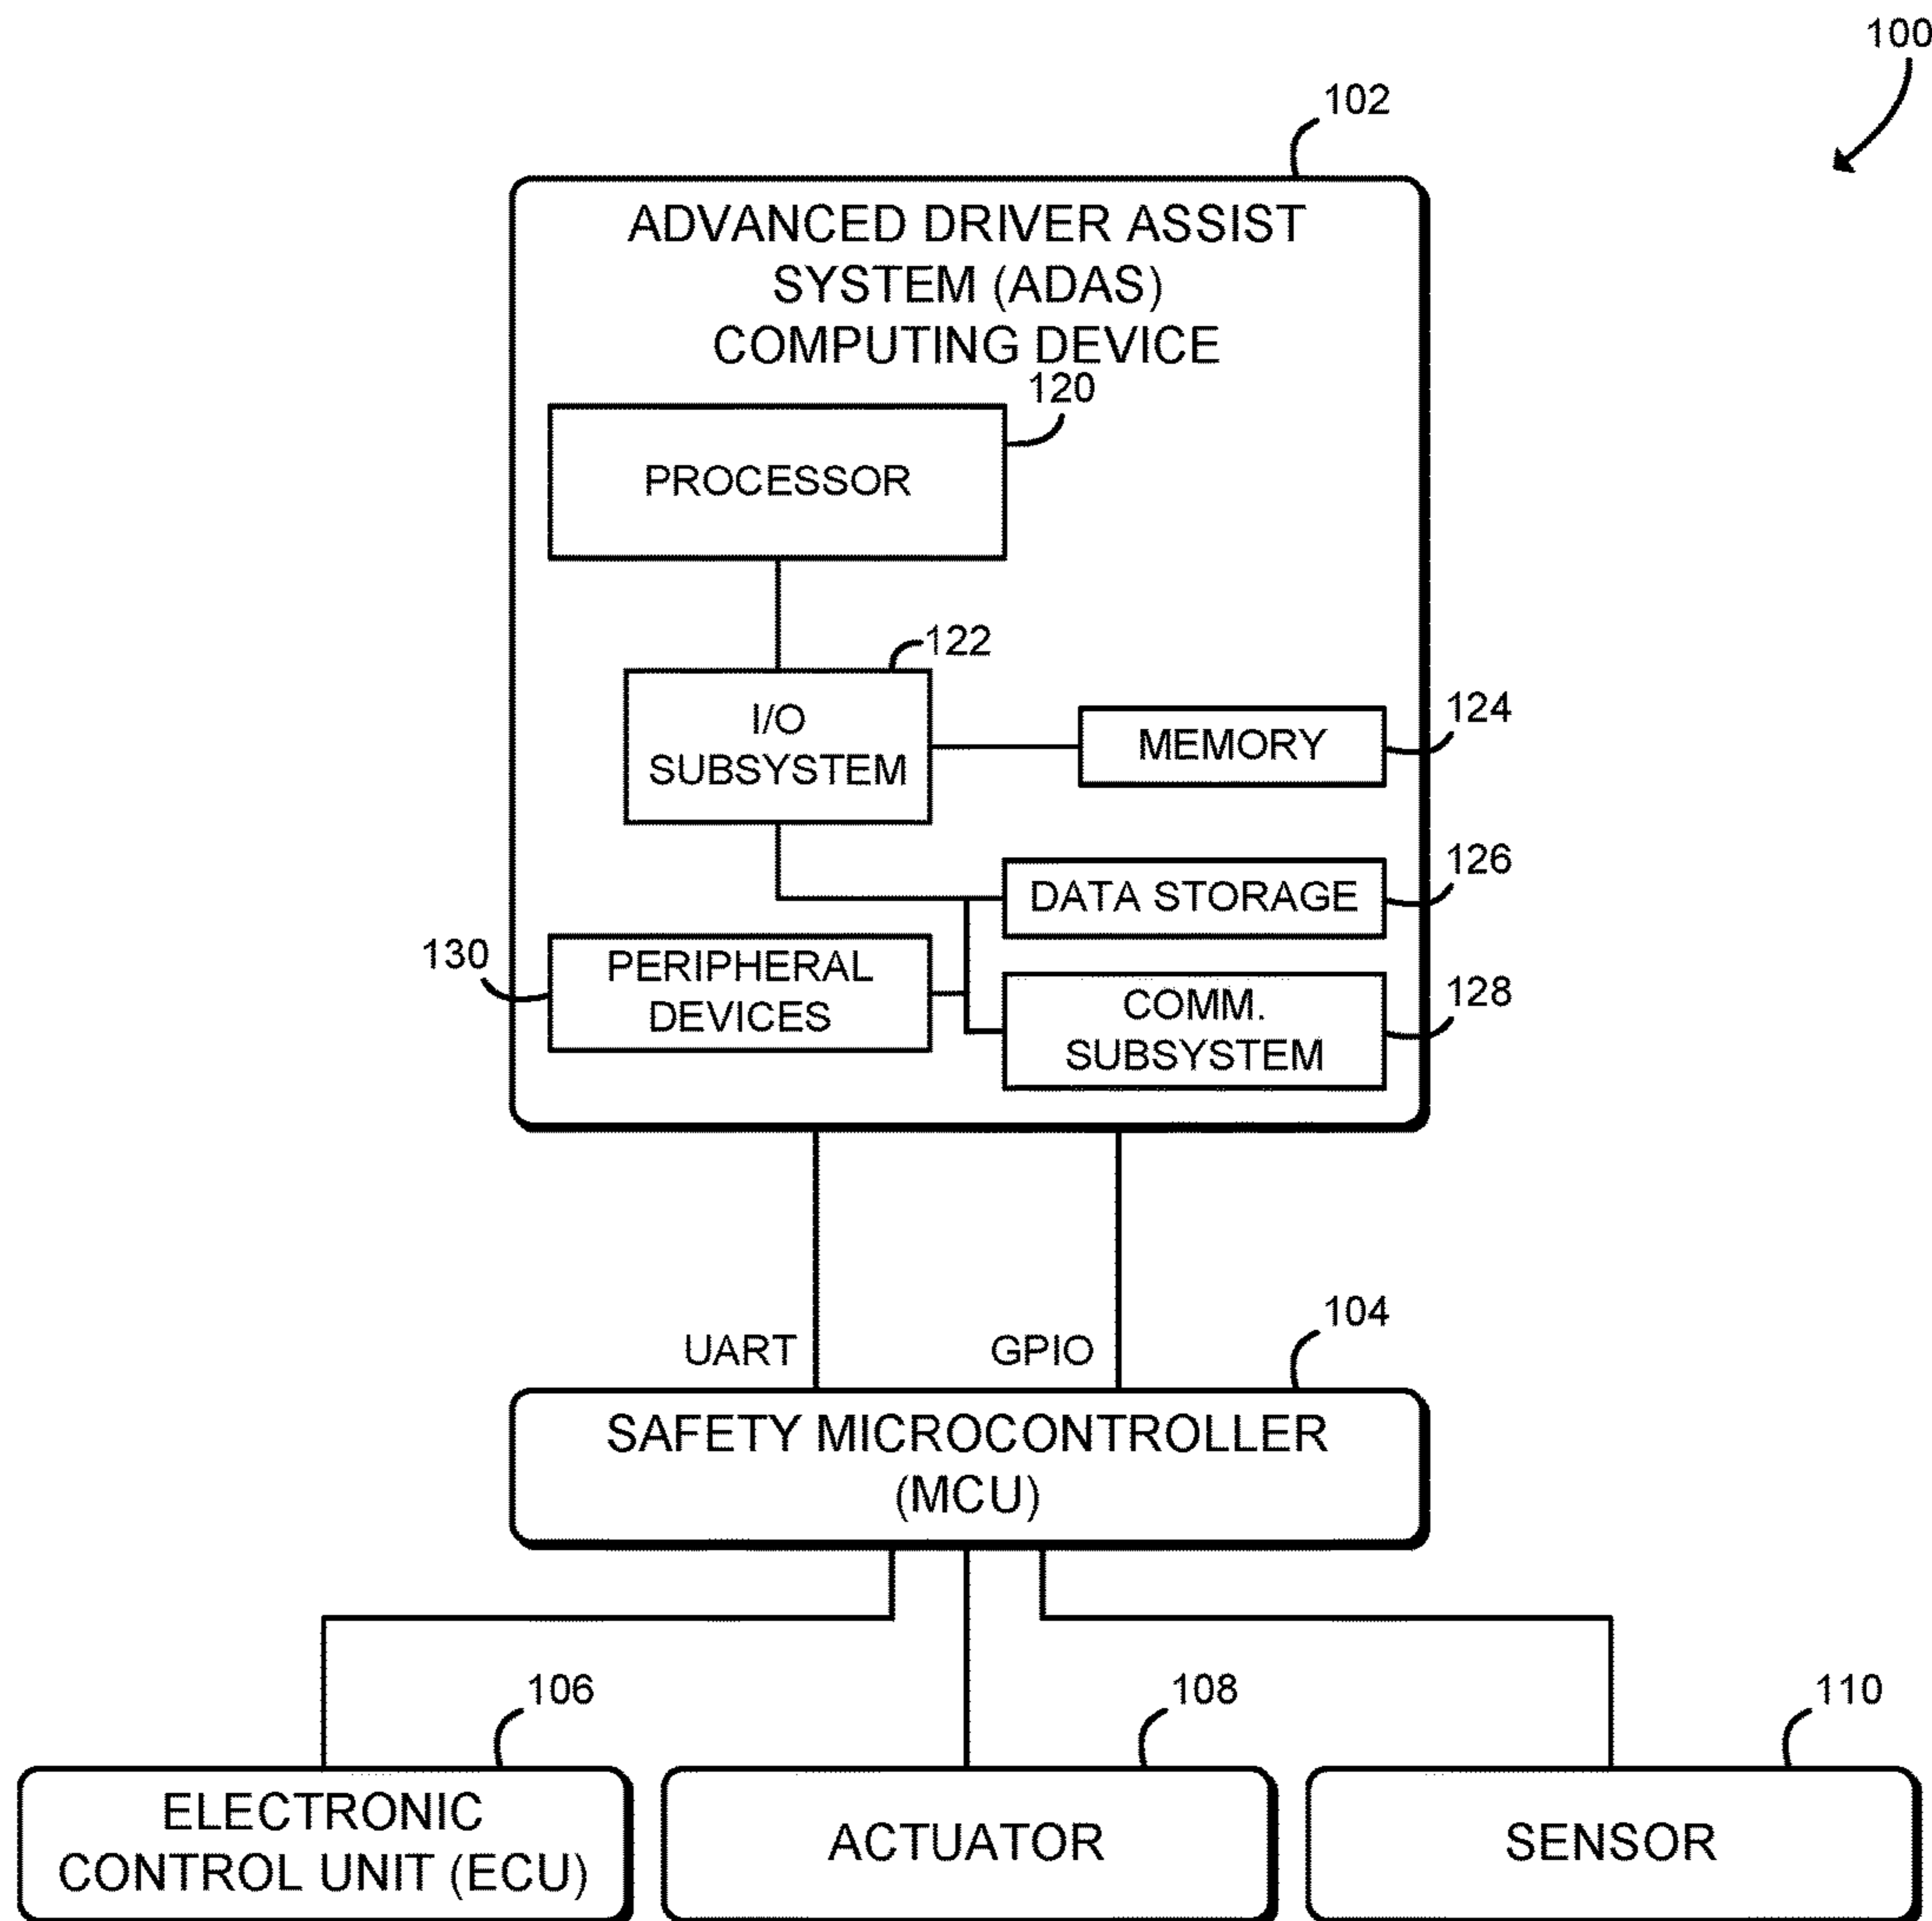 100
102
ADVANCED DRIVER ASSIST
SYSTEM (ADAS)
COMPUTING DEVICE
120
PROCESSOR
122
I/O
SUBSYSTEM
124
MEMORY
126
DATA STORAGE
130
PERIPHERAL
DEVICES
128
COMM.
SUBSYSTEM
UART
GPIO
104
SAFETY MICROCONTROLLER
(MCU)
106
ELECTRONIC
CONTROL UNIT (ECU)
108
ACTUATOR
110
SENSOR